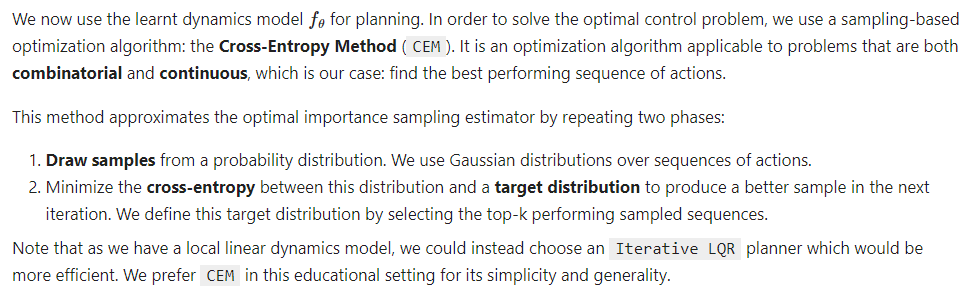 We now use the learnt dynamics model fθ for planning. In order to solve the optimal control problem, we use a sampling-based
optimization algorithm: the Cross-Entropy Method ( CEM ). It is an optimization algorithm applicable to problems that are both
combinatorial and continuous, which is our case: find the best performing sequence of actions.
This method approximates the optimal importance sampling estimator by repeating two phases:
1. Draw samples from a probability distribution. We use Gaussian distributions over sequences of actions.
2. Minimize the cross-entropy between this distribution and a target distribution to produce a better sample in the next
iteration. We define this target distribution by selecting the top-k performing sampled sequences.
Note that as we have a local linear dynamics model, we could instead choose an Iterative LQR planner which would be
more efficient. We prefer CEM in this educational setting for its simplicity and generality.